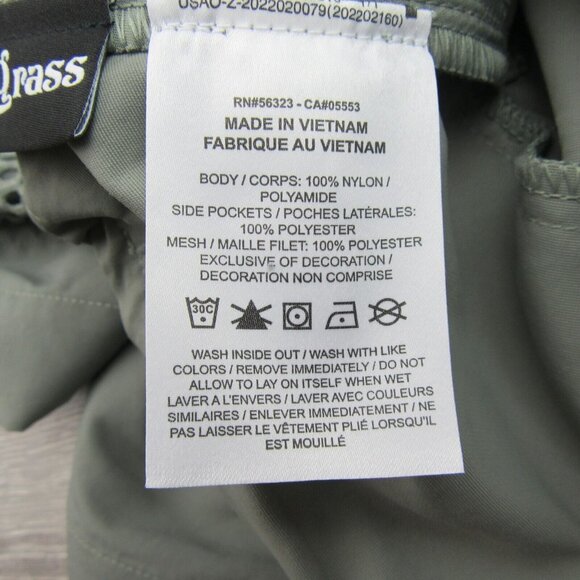 USAO-Z-2022020079(202202160)
Grass
RN#56323 - CA#05553
MADE IN VIETNAM
FABRIQUE AU VIETNAM
BODY / CORPS: 100% NYLON /
POLYAMIDE
SIDE POCKETS / POCHES LATÉRALES:
100% POLYESTER
MESH / MAILLE FILET: 100% POLYESTER
EXCLUSIVE OF DECORATION /
DECORATION NON COMPRISE
30C
WASH INSIDE OUT / WASH WITH LIKE
COLORS / REMOVE IMMEDIATELY / DO NOT
ALLOW TO LAY ON ITSELF WHEN WET
LAVER A L'ENVERS / LAVER AVEC COULEURS
SIMILAIRES / ENLEVER IMMEDIATEMENT / NE
PAS LAISSER LE VÊTEMENT PLIÉ LORSQU'IL
EST MOUILLÉ